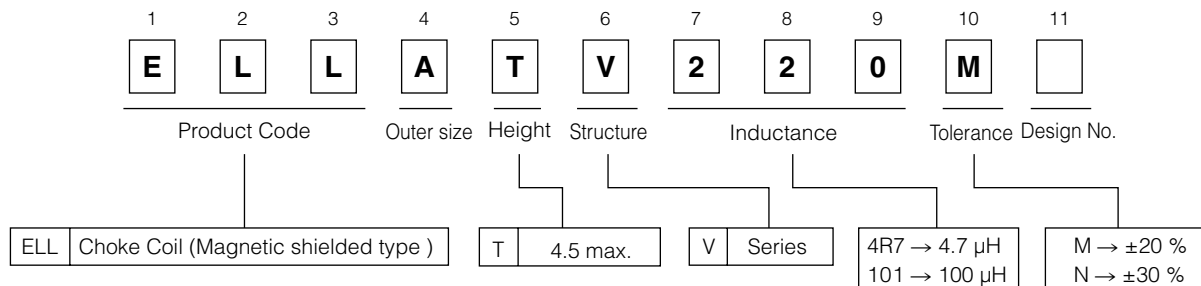 1 2 3 4 5 6 7 8 9 10 11
E L L A T V 2 2 0 M
Product Code Outer size Height Structure Inductance Tolerance Design No.
ELL Choke Coil (Magnetic shielded type ) T 4.5 max. V Series 4R7 → 4.7 µH M → ±20 %
101 → 100 µH N → ±30 %